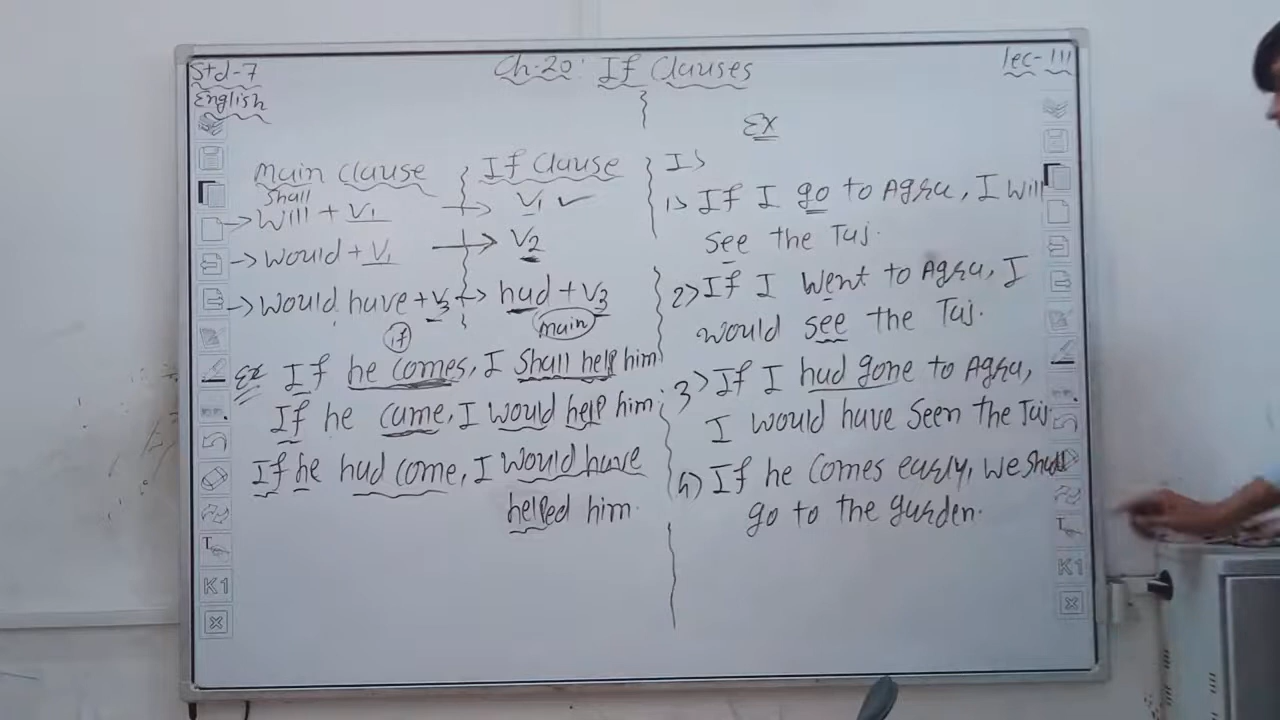 Std-7
English
Ch-20: If Clauses
lec-111
Main Clause
If Clause
Shall
→ Will + V1 → V1 ✓
→ Would + V1 → V2
→ Would have + V3 → had + V3
if
main
Ex If he comes, I Shall help him
If he came, I would help him
If he had come, I would have
helped him.
Ex
I>
1> If I go to Agra, I will
see the Taj.
2> If I went to Agra, I
would see the Taj.
3> If I had gone to Agra,
I would have seen the Taj.
4) If he comes early, we shall
go to the garden.
T
K1
T
K1